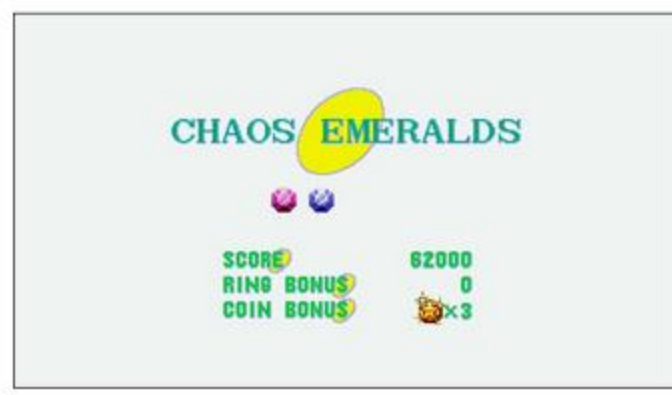 CHAOS EMERALDS
SCORE 62000
RING BONUS 0
COIN BONUS ×3